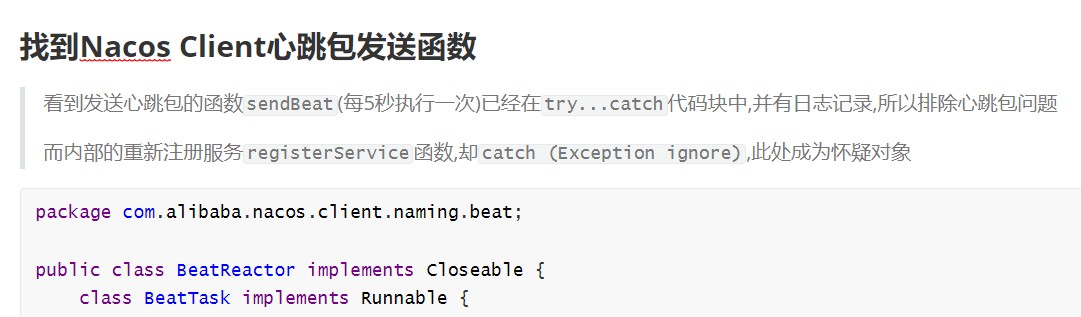 找到Nacos Client心跳包发送函数
看到发送心跳包的函数sendBeat(每5秒执行一次)已经在try...catch代码块中,并有日志记录,所以排除心跳包问题
而内部的重新注册服务registerService函数,却catch (Exception ignore),此处成为怀疑对象
package com.alibaba.nacos.client.naming.beat;
public class BeatReactor implements Closeable {
class BeatTask implements Runnable {